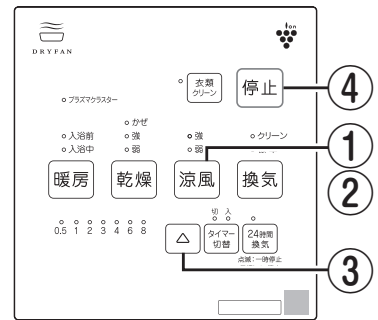 DRYFAN
ion
衣類
クリーン
停止
④
プラズマクラスター
入浴前
入浴中
かぜ
強
弱
強
弱
クリーン
①
暖房
乾燥
涼風
換気
②
0.5 1 2 3 4 6 8
切 入
タイマー
切替
24時間
換気
点滅：一時停止
③